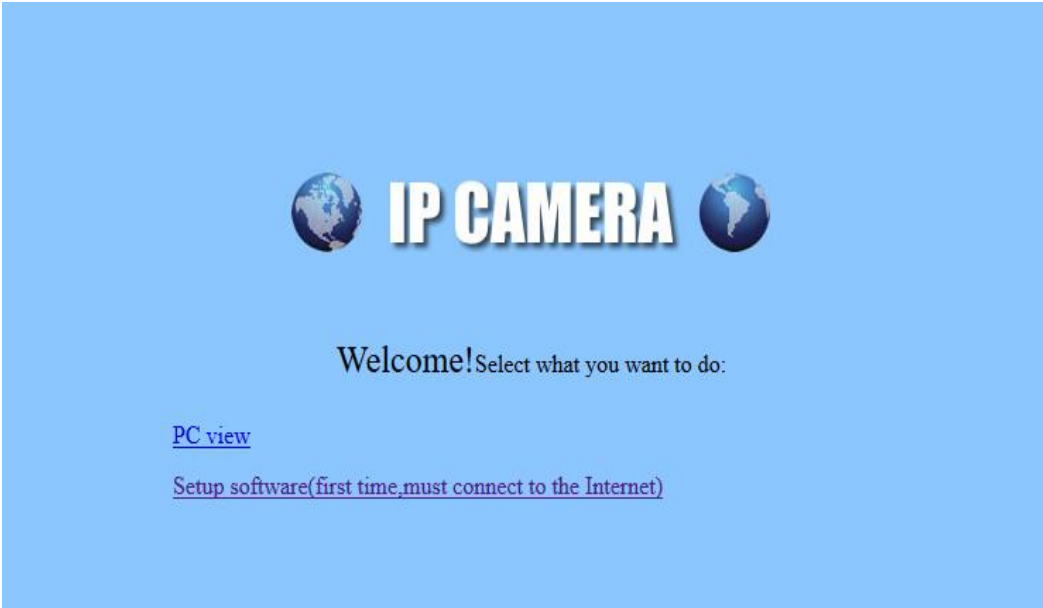 IP CAMERA
Welcome!Select what you want to do:
PC view
Setup software(first time,must connect to the Internet)